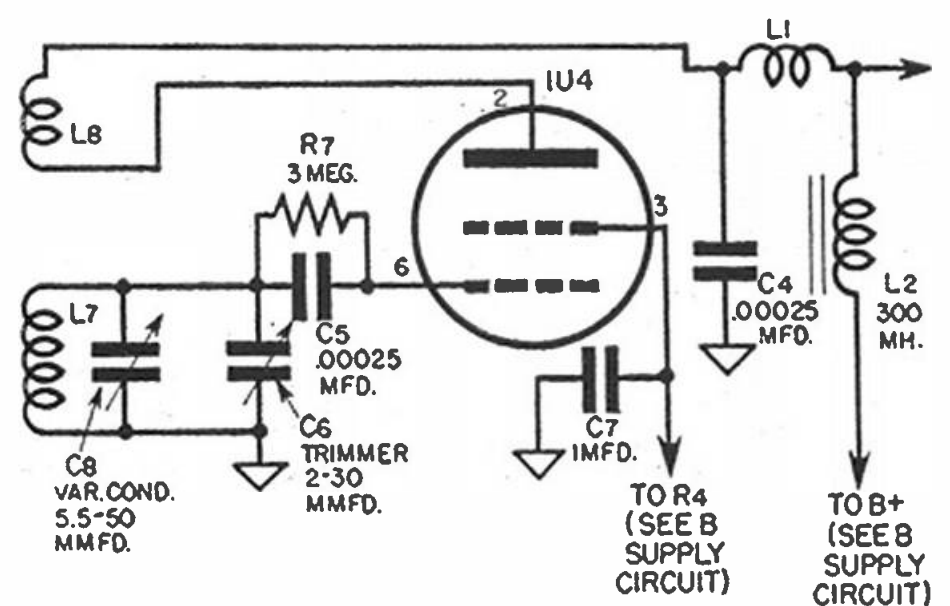 L1
1U4
2
L8
R7
3 MEG.
3
6
L7
C5
.00025
MFD.
C4
.00025
MFD.
L2
300
MH.
C8
VAR. COND.
5.5-50
MMFD.
C6
TRIMMER
2-30
MMFD.
C7
1MFD.
TO R4
(SEE B
SUPPLY
CIRCUIT)
TO B+
(SEE B
SUPPLY
CIRCUIT)